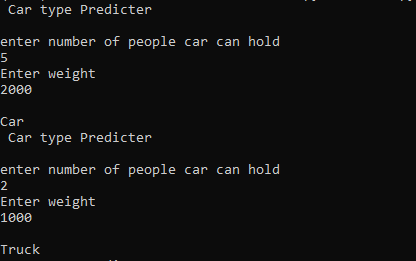 Car type Predicter
enter number of people car can hold
5
Enter weight
2000
Car
Car type Predicter
enter number of people car can hold
2
Enter weight
1000
Truck